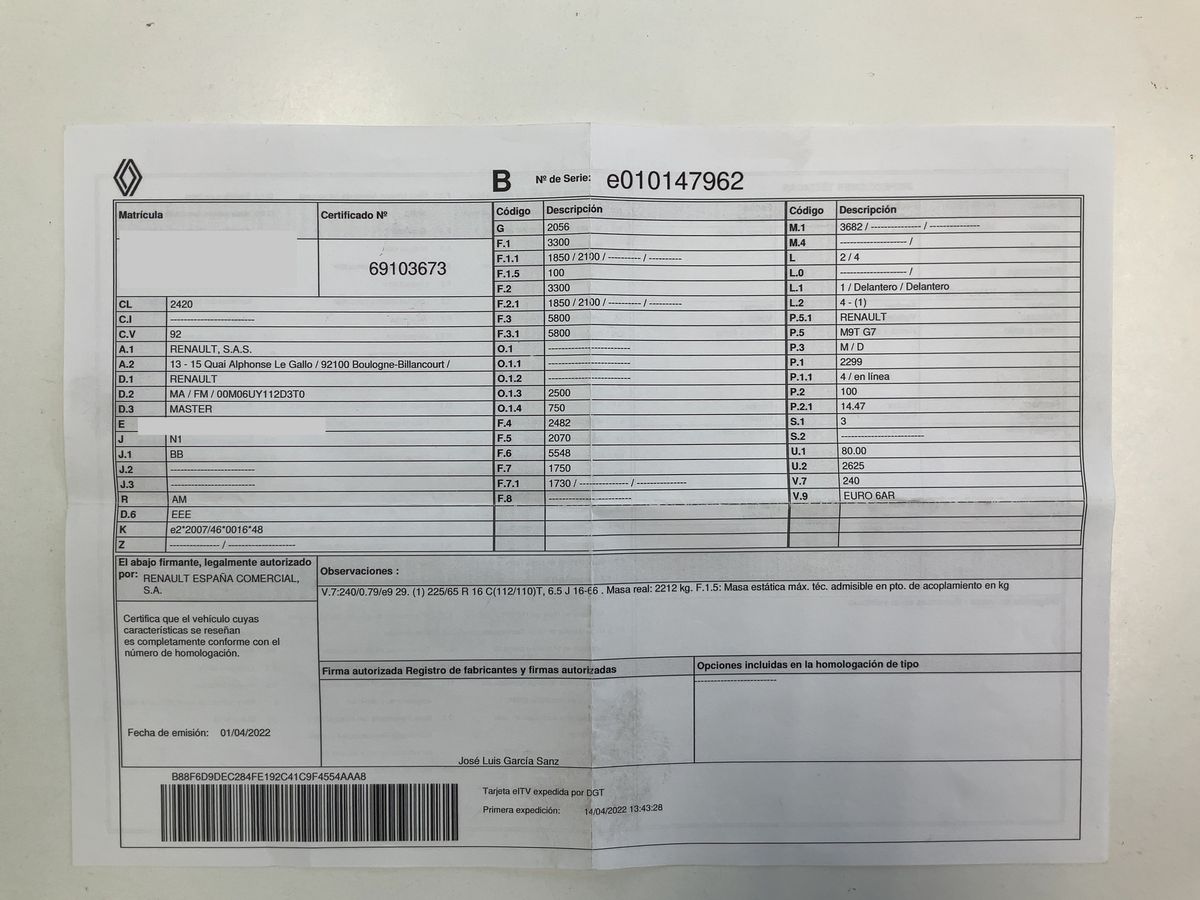 B Nº de Serie: e010147962
Matrícula
Certificado Nº
69103673
CL 2420
C.I ------------------------
C.V 92
A.1 RENAULT, S.A.S.
A.2 13 - 15 Quai Alphonse Le Gallo / 92100 Boulogne-Billancourt /
D.1 RENAULT
D.2 MA / FM / 00M06UY112D3T0
D.3 MASTER
E
J N1
J.1 BB
J.2 ------------------------
J.3 ------------------------
R AM
D.6 EEE
K e2*2007/46*0016*48
Z -------------- / -------------------
Código Descripción
G 2056
F.1 3300
F.1.1 1850 / 2100 / ---------- / ----------
F.1.5 100
F.2 3300
F.2.1 1850 / 2100 / ---------- / ----------
F.3 5800
F.3.1 5800
O.1 ------------------------
O.1.1 ------------------------
O.1.2 ------------------------
O.1.3 2500
O.1.4 750
F.4 2482
F.5 2070
F.6 5548
F.7 1750
F.7.1 1730 / -------------- / --------------
F.8 ------------------------
Código Descripción
M.1 3682 / -------------- / --------------
M.4 ------------------- /
L 2 / 4
L.0 ------------------- /
L.1 1 / Delantero / Delantero
L.2 4 - (1)
P.5.1 RENAULT
P.5 M9T G7
P.3 M / D
P.1 2299
P.1.1 4 / en línea
P.2 100
P.2.1 14.47
S.1 3
S.2 ------------------------
U.1 80.00
U.2 2625
V.7 240
V.9 EURO 6AR
El abajo firmante, legalmente autorizado
por: RENAULT ESPAÑA COMERCIAL,
S.A.
Certifica que el vehículo cuyas
características se reseñan
es completamente conforme con el
número de homologación.
Fecha de emisión: 01/04/2022
Observaciones :
V.7:240/0.79/e9 29. (1) 225/65 R 16 C(112/110)T, 6.5 J 16-66 . Masa real: 2212 kg. F.1.5: Masa estática máx. téc. admisible en pto. de acoplamiento en kg
Firma autorizada Registro de fabricantes y firmas autorizadas
José Luis García Sanz
Opciones incluidas en la homologación de tipo
------------------------
B88F6D9DEC284FE192C41C9F4554AAA8
Tarjeta eITV expedida por DGT
Primera expedición: 14/04/2022 13:43:28